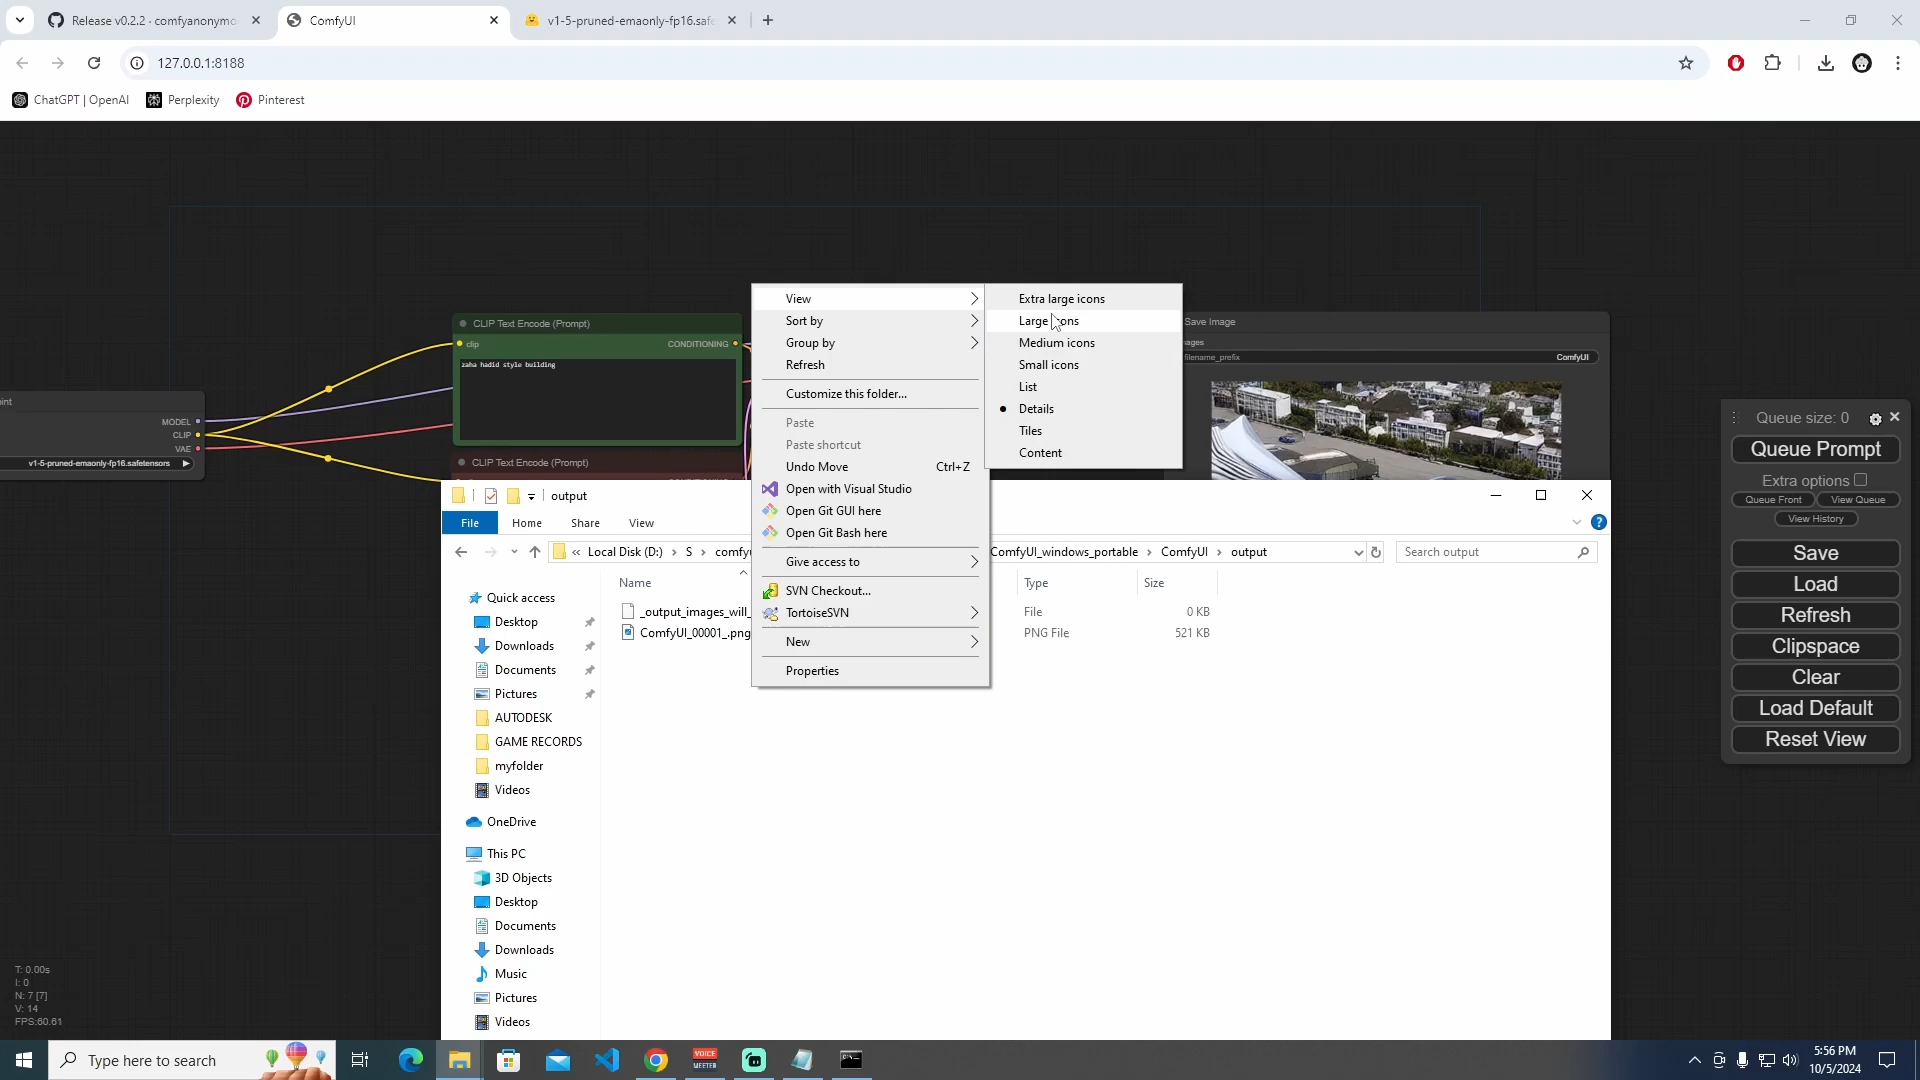 Release v0.2.2 · comfyanonymo
ComfyUI
v1-5-pruned-emaonly-fp16.safe
127.0.0.1:8188
ChatGPT | OpenAI
Perplexity
Pinterest
CLIP Text Encode (Prompt)
clip
CONDITIONING
zaha hadid style building
CLIP Text Encode (Prompt)
oint
MODEL
CLIP
VAE
v1-5-pruned-emaonly-fp16.safetensors
View
Sort by
Group by
Refresh
Customize this folder...
Paste
Paste shortcut
Undo Move Ctrl+Z
Open with Visual Studio
Open Git GUI here
Open Git Bash here
Give access to
SVN Checkout...
TortoiseSVN
New
Properties
Extra large icons
Large icons
Medium icons
Small icons
List
Details
Tiles
Content
Save Image
mages
filename_prefix ComfyUI
Queue size: 0
Queue Prompt
Extra options
Queue Front View Queue
View History
Save
Load
Refresh
Clipspace
Clear
Load Default
Reset View
output
File Home Share View
« Local Disk (D:) S comfyu ComfyUI_windows_portable ComfyUI output
Search output
Name Type Size
_output_images_will_ File 0 KB
ComfyUI_00001_.png PNG File 521 KB
Quick access
Desktop
Downloads
Documents
Pictures
AUTODESK
GAME RECORDS
myfolder
Videos
OneDrive
This PC
3D Objects
Desktop
Documents
Downloads
Music
Pictures
Videos
T: 0.00s
I: 0
N: 7 [7]
V: 14
FPS:60.61
Type here to search
VOICE
MEETER
5:56 PM
10/5/2024